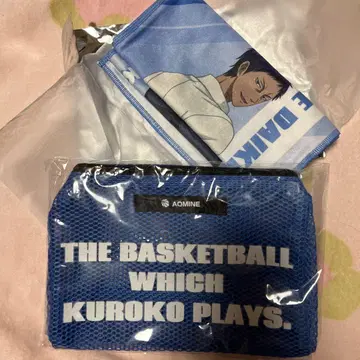 E DAIK
AOMINE
THE BASKETBALL
WHICH
KUROKO PLAYS.